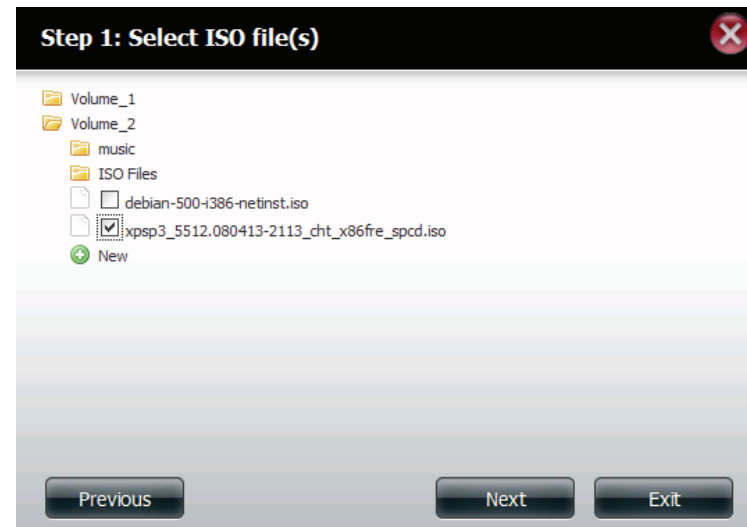 Step 1: Select ISO file(s)
Volume_1
Volume_2
music
ISO Files
debian-500-i386-netinst.iso
xpsp3_5512.080413-2113_cht_x86fre_spcd.iso
New
Previous Next Exit